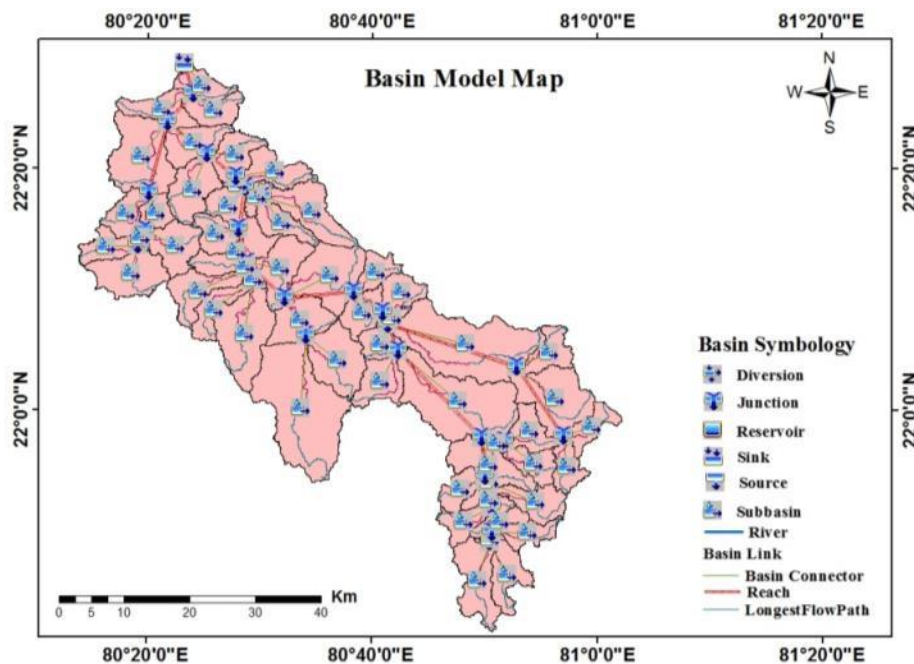 80°20'0"E 80°40'0"E 81°0'0"E 81°20'0"E
Basin Model Map
N
W E
S
22°20'0"N 22°20'0"N
22°0'0"N 22°0'0"N
Basin Symbology
Diversion
Junction
Reservoir
Sink
Source
Subbasin
River
Basin Link
Basin Connector
Reach
LongestFlowPath
Km
0 5 10 20 30 40
80°20'0"E 80°40'0"E 81°0'0"E 81°20'0"E